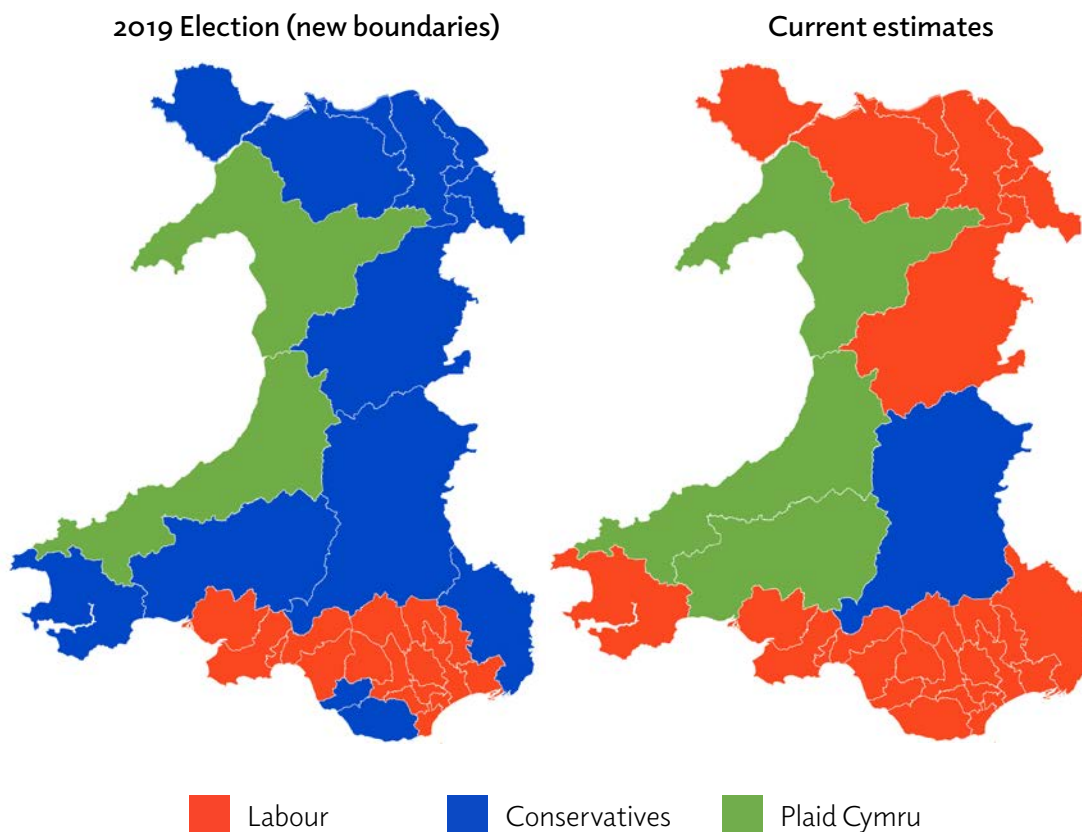 2019 Election (new boundaries)
Current estimates
Labour
Conservatives
Plaid Cymru